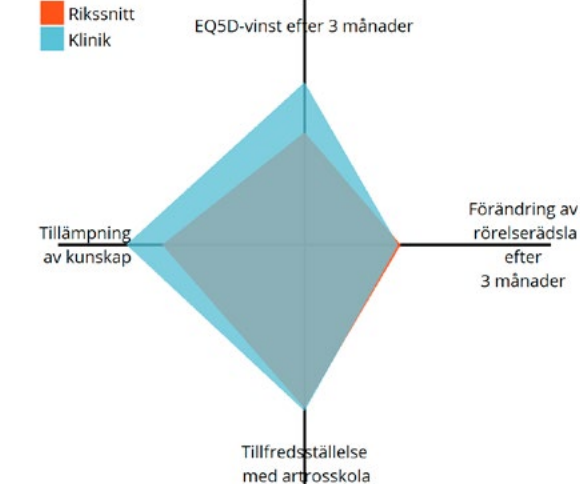 Rikssnitt
Klinik
EQ5D-vinst efter 3 månader
Tillämpning
av kunskap
Förändring av
rörelserädsla
efter
3 månader
Tillfredsställelse
med artrosskola